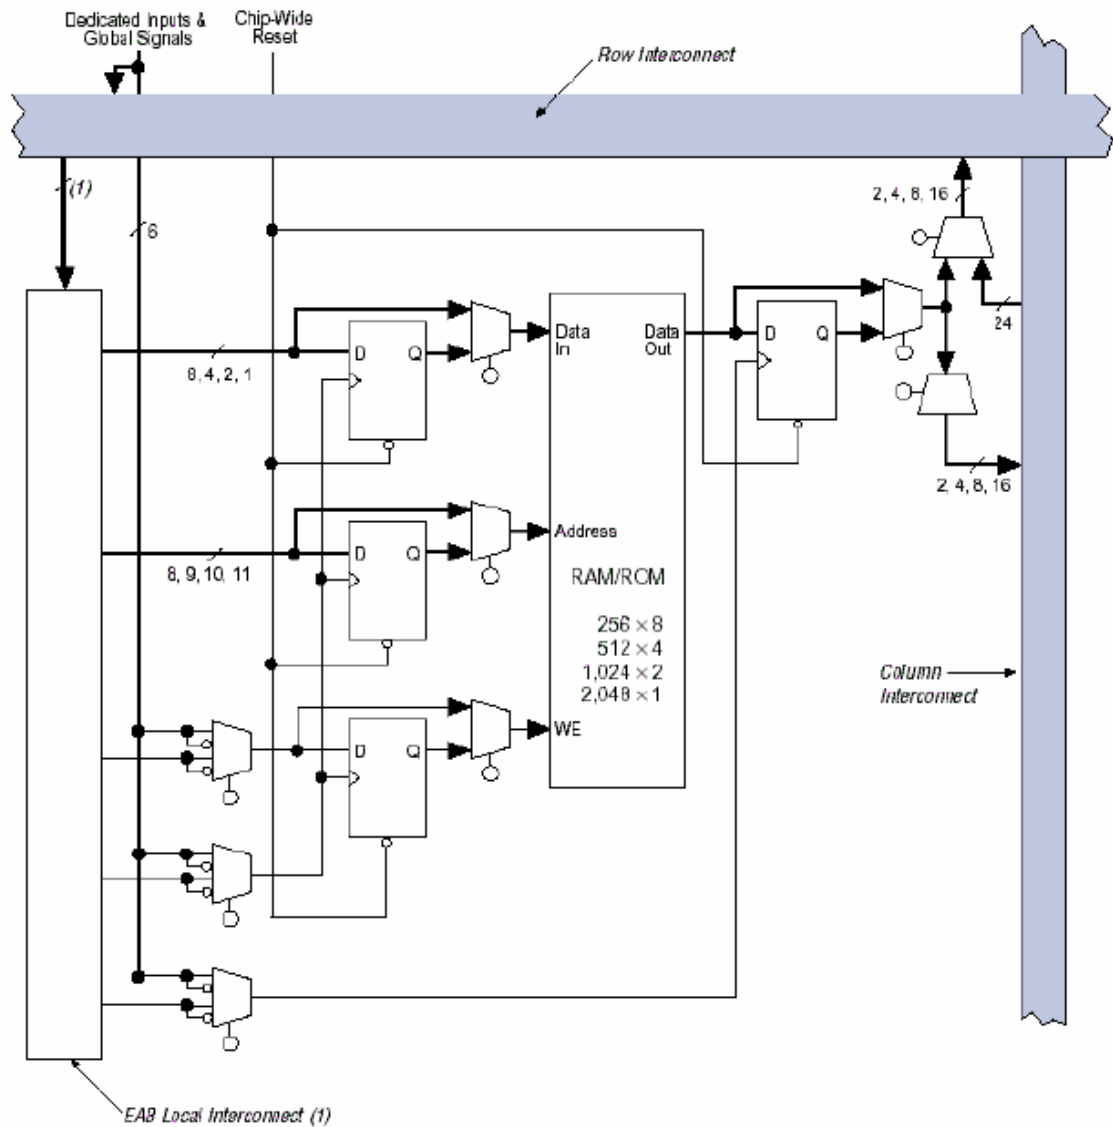 Dedicated Inputs &
Global Signals
Chip-Wide
Reset
Row Interconnect
(1)
6
2, 4, 8, 16
24
Data
In
Data
Out
D Q
D Q
8, 4, 2, 1
2, 4, 8, 16
Address
D Q
8, 9, 10, 11
RAM/ROM
256 × 8
512 × 4
1,024 × 2
2,048 × 1
Column
Interconnect
WE
D Q
EAB Local Interconnect (1)